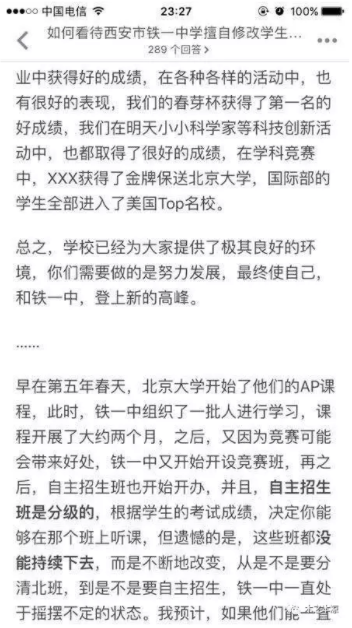 中国电信
23:27
100%
如何看待西安市铁一中学擅自修改学生...
289 个回答 >
业中获得好的成绩，在各种各样的活动中，也
有很好的表现，我们的春芽杯获得了第一名的
好成绩，我们在明天小小科学家等科技创新活
动中，也都取得了很好的成绩，在学科竞赛
中，XXX获得了金牌保送北京大学，国际部的
学生全部进入了美国Top名校。
总之，学校已经为大家提供了极其良好的环
境，你们需要做的是努力发展，最终使自己，
和铁一中，登上新的高峰。
......
早在第五年春天，北京大学开始了他们的AP课
程，此时，铁一中组织了一批人进行学习，课
程开展了大约两个月，之后，又因为竞赛可能
会带来好处，铁一中又开始开设竞赛班，再之
后，自主招生班也开始开办，并且，自主招生
班是分级的，根据学生的考试成绩，决定你能
够在那个班上听课，但遗憾的是，这些班都没
能持续下去，而是不断地改变，从是不是要分
清北班，到是不是要自主招生，铁一中一直处
于摇摆不定的状态。我预计，如果他们能一直